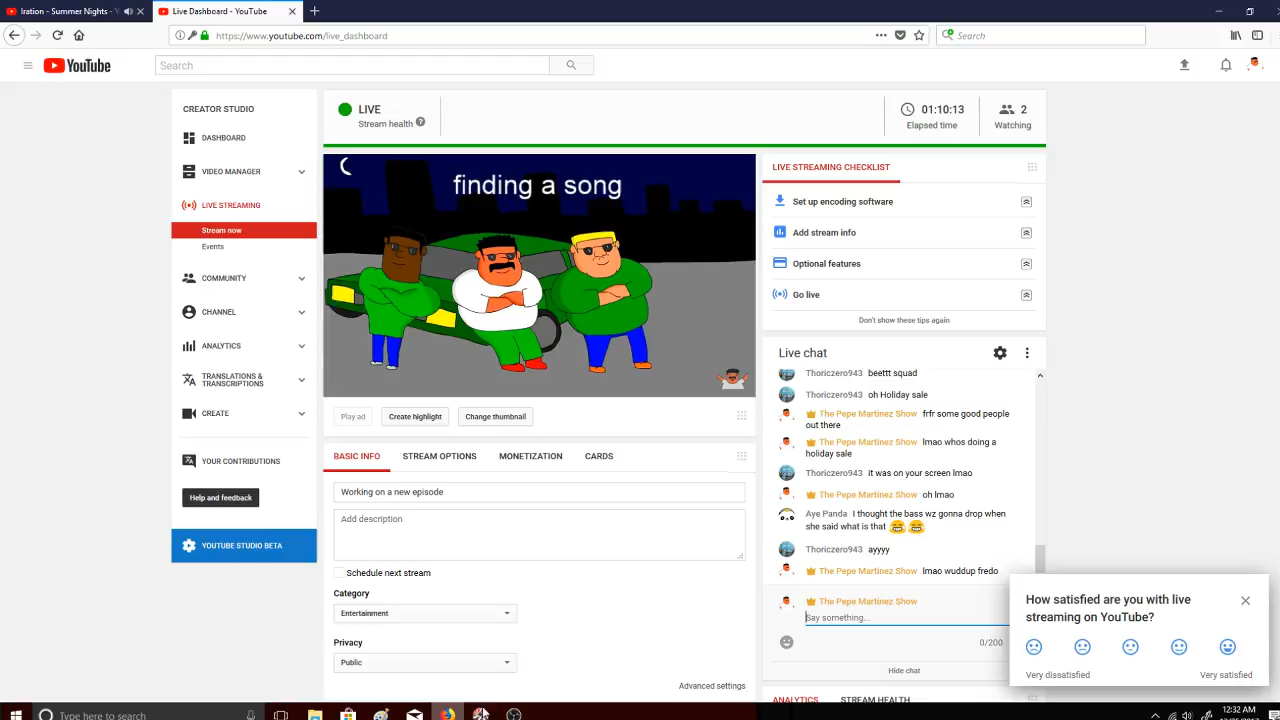 Iration - Summer Nights - Y
Live Dashboard - YouTube
https://www.youtube.com/live_dashboard
Search
YouTube
Search
CREATOR STUDIO
DASHBOARD
VIDEO MANAGER
LIVE STREAMING
Stream now
Events
COMMUNITY
CHANNEL
ANALYTICS
TRANSLATIONS &
TRANSCRIPTIONS
CREATE
YOUR CONTRIBUTIONS
Help and feedback
YOUTUBE STUDIO BETA
LIVE
Stream health
01:10:13
Elapsed time
2
Watching
finding a song
Play ad
Create highlight
Change thumbnail
BASIC INFO
STREAM OPTIONS
MONETIZATION
CARDS
Working on a new episode
Add description
Schedule next stream
Category
Entertainment
Privacy
Public
Advanced settings
LIVE STREAMING CHECKLIST
Set up encoding software
Add stream info
Optional features
Go live
Don't show these tips again
Live chat
Thoriczero943 beettt squad
Thoriczero943 oh Holiday sale
The Pepe Martinez Show frfr some good people
out there
The Pepe Martinez Show lmao whos doing a
holiday sale
Thoriczero943 it was on your screen lmao
The Pepe Martinez Show oh lmao
Aye Panda I thought the bass wz gonna drop when
she said what is that
Thoriczero943 ayyyy
The Pepe Martinez Show lmao wuddup fredo
The Pepe Martinez Show
Say something...
0/200
Hide chat
ANALYTICS
STREAM HEALTH
How satisfied are you with live
streaming on YouTube?
Very dissatisfied
Very satisfied
Type here to search
12:32 AM